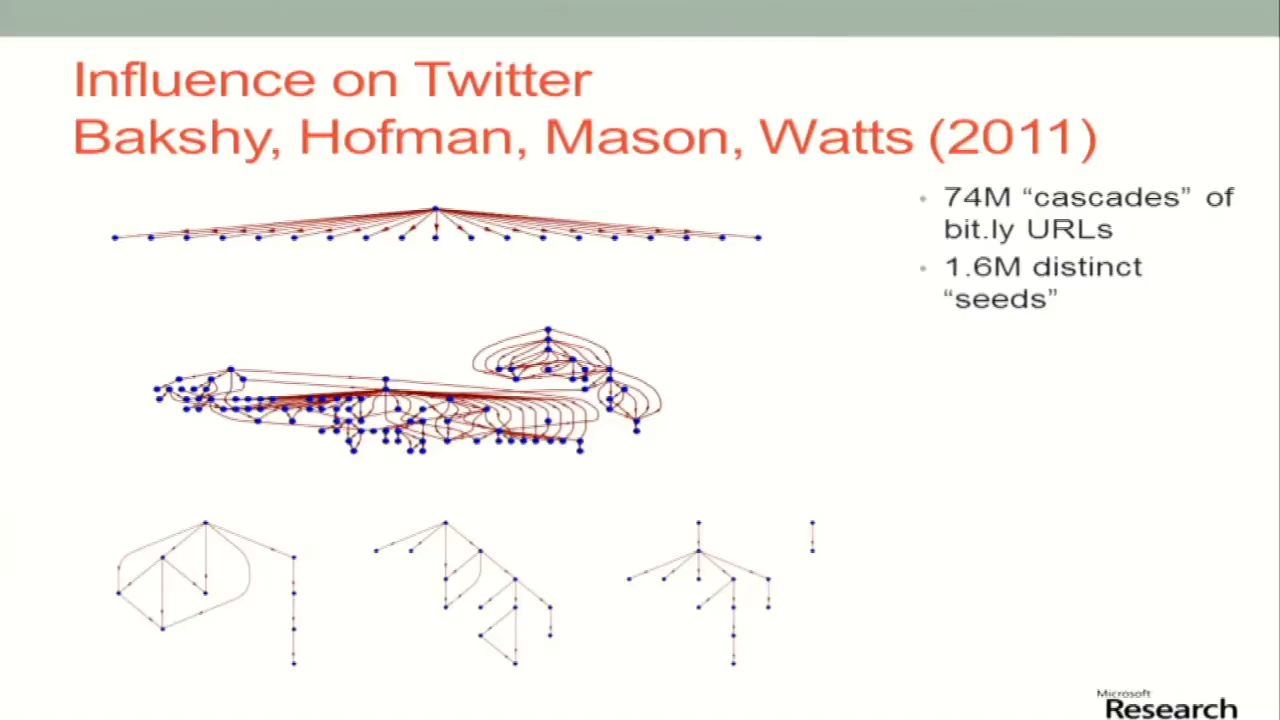 Influence on Twitter
Bakshy, Hofman, Mason, Watts (2011)
• 74M “cascades” of
bit.ly URLs
• 1.6M distinct
“seeds”
Microsoft
Research